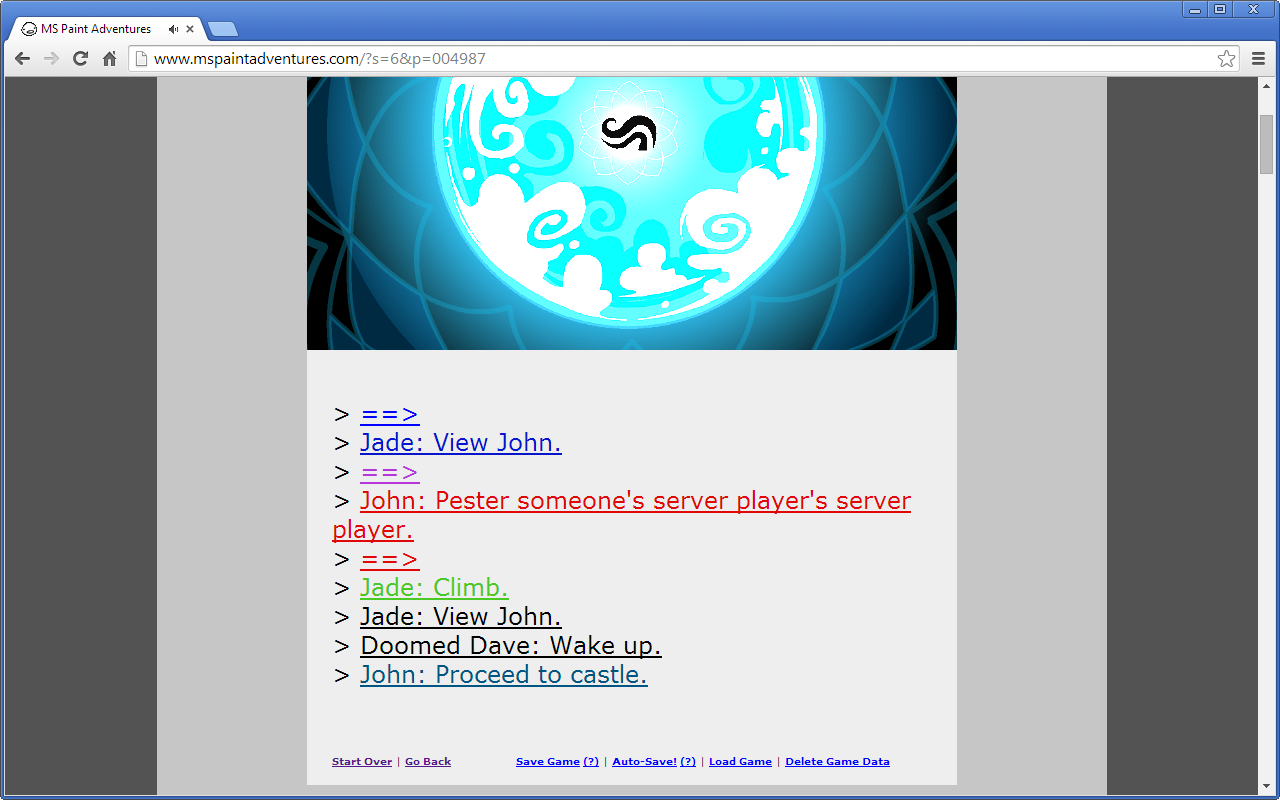 MS Paint Adventures
www.mspaintadventures.com/?s=6&p=004987
> ==>
> Jade: View John.
> ==>
> John: Pester someone's server player's server
player.
> ==>
> Jade: Climb.
> Jade: View John.
> Doomed Dave: Wake up.
> John: Proceed to castle.
Start Over | Go Back Save Game (?) | Auto-Save! (?) | Load Game | Delete Game Data